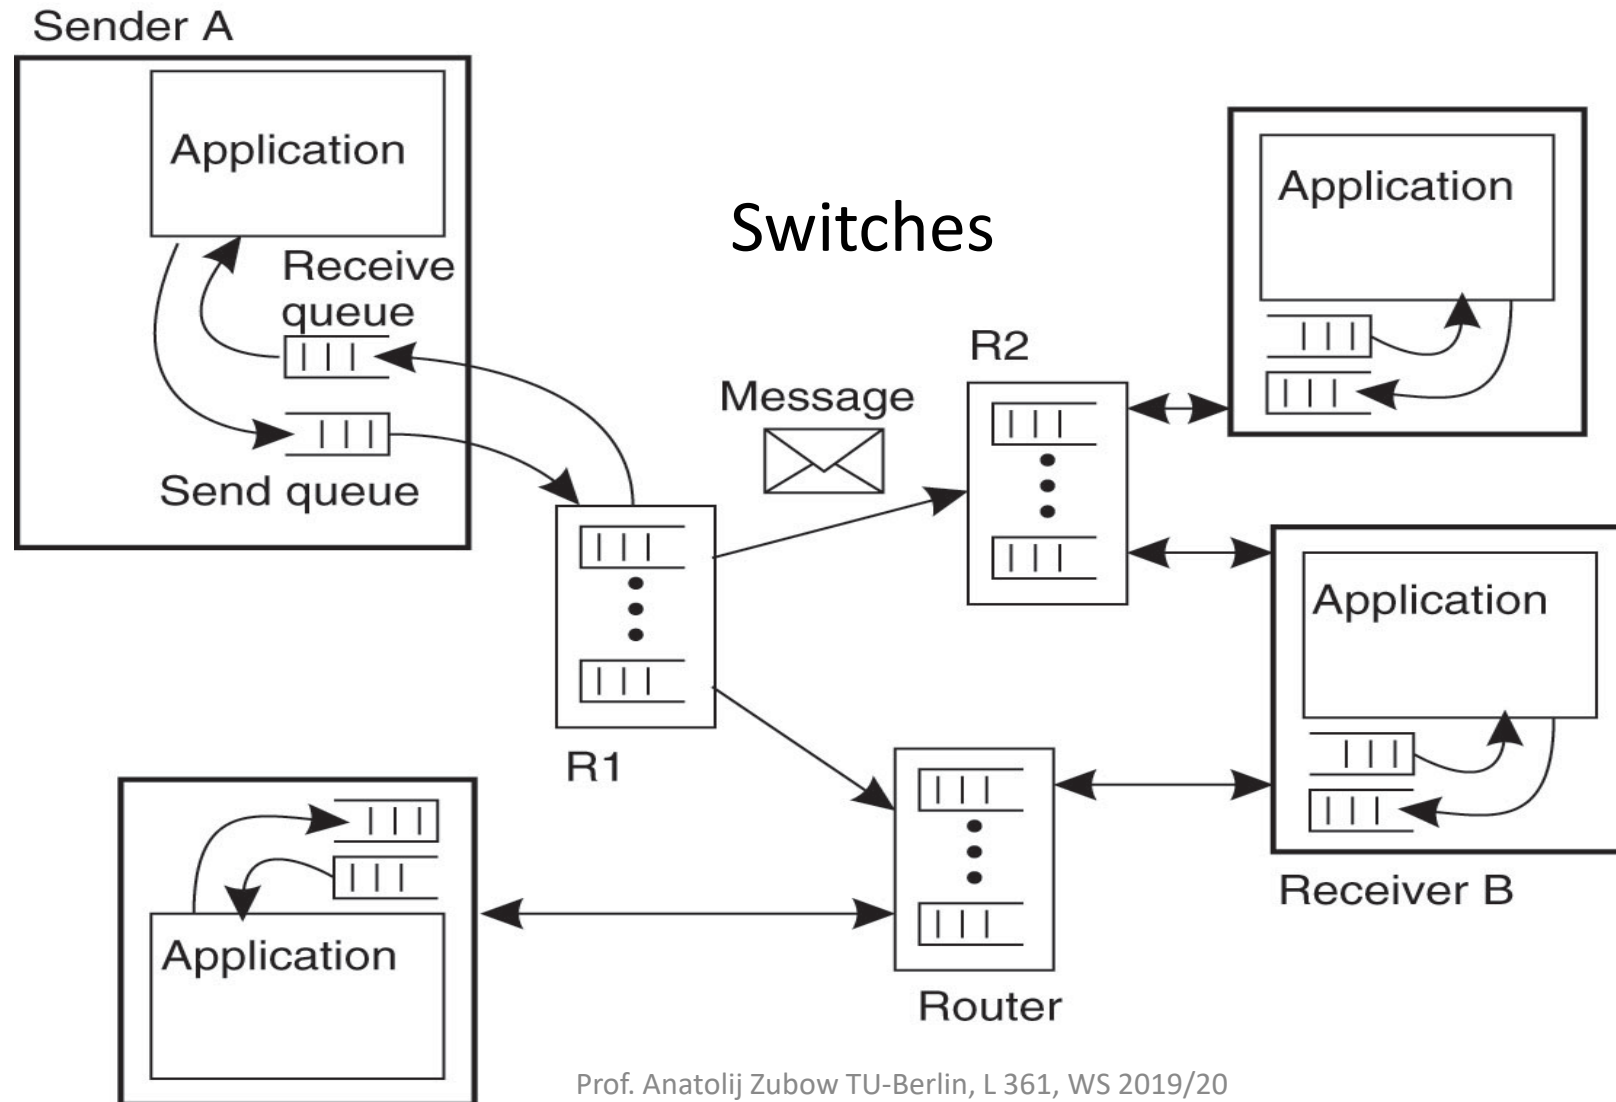 Sender A
Application
Receive
queue
Send queue
Switches
Application
R2
Message
Application
R1
Receiver B
Application
Router
Prof. Anatolij Zubow TU-Berlin, L 361, WS 2019/20